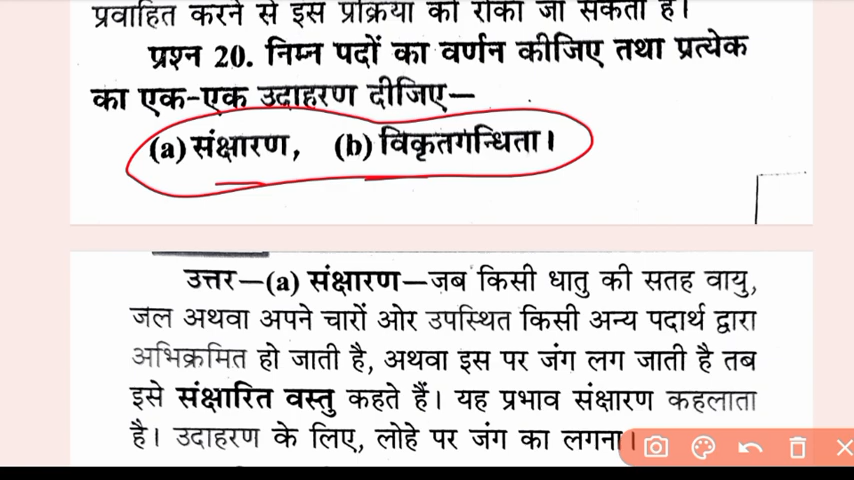 प्रवाहित करने से इस प्रक्रिया को रोका जा सकता है।
प्रश्न 20. निम्न पदों का वर्णन कीजिए तथा प्रत्येक
का एक-एक उदाहरण दीजिए—
(a) संक्षारण, (b) विकृतगन्धिता।
उत्तर—(a) संक्षारण—जब किसी धातु की सतह वायु,
जल अथवा अपने चारों ओर उपस्थित किसी अन्य पदार्थ द्वारा
अभिक्रमित हो जाती है, अथवा इस पर जंग लग जाती है तब
इसे संक्षारित वस्तु कहते हैं। यह प्रभाव संक्षारण कहलाता
है। उदाहरण के लिए, लोहे पर जंग का लगना।